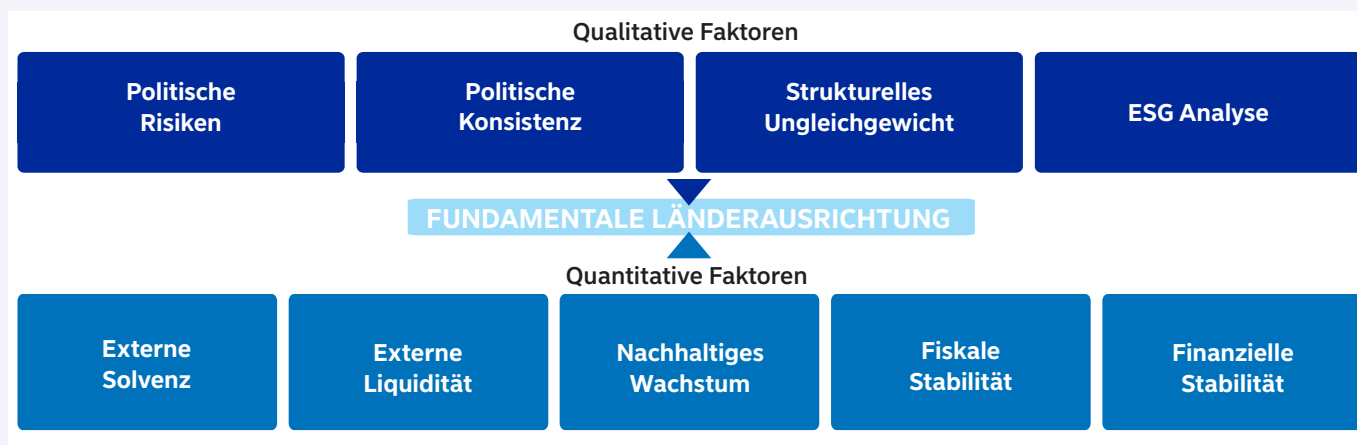 Qualitative Faktoren
Politische
Risiken
Politische
Konsistenz
Strukturelles
Ungleichgewicht
ESG Analyse
FUNDAMENTALE LÄNDERAUSRICHTUNG
Quantitative Faktoren
Externe
Solvenz
Externe
Liquidität
Nachhaltiges
Wachstum
Fiskale
Stabilität
Finanzielle
Stabilität